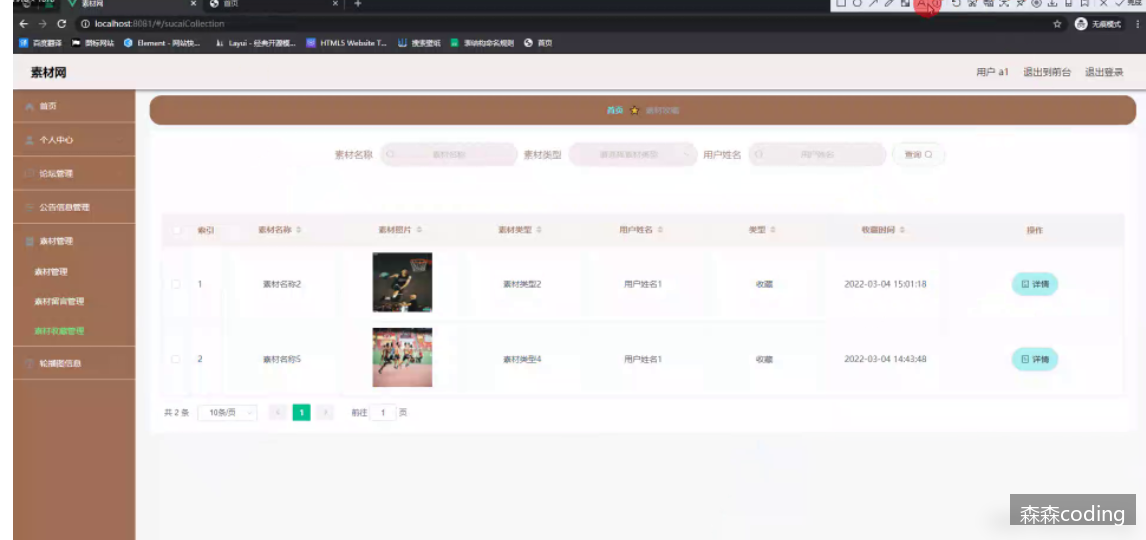 素材网
首页
localhost:8081/#/sucaiCollection
无痕模式
百度翻译
Element - 网站快...
Layui - 经典开源模...
HTML5 Website T...
搜索壁纸
首页
素材网
用户 a1 退出到前台 退出登录
首页
个人中心
论坛管理
公告信息管理
素材管理
素材管理
素材留言管理
素材收藏管理
轮播图信息
首页 素材收藏
素材名称 素材名称 素材类型 请选择素材类型 用户姓名 用户姓名 查询
索引 素材名称 素材照片 素材类型 用户姓名 类型 收藏时间 操作
1 素材名称2 素材类型2 用户姓名1 收藏 2022-03-04 15:01:18 详情
2 素材名称5 素材类型4 用户姓名1 收藏 2022-03-04 14:43:48 详情
共 2 条 10条/页 1 前往 1 页
森森coding